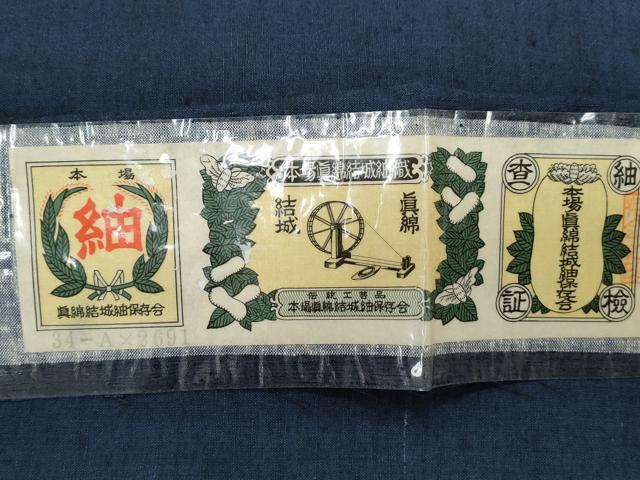 本場
紬
眞綿結城紬保存会
34-A×2691
本場眞綿結城紬織
眞綿
結城
伝統工芸品
本場眞綿結城紬保存会
紬
査
検
証
本場眞綿結城紬保存会